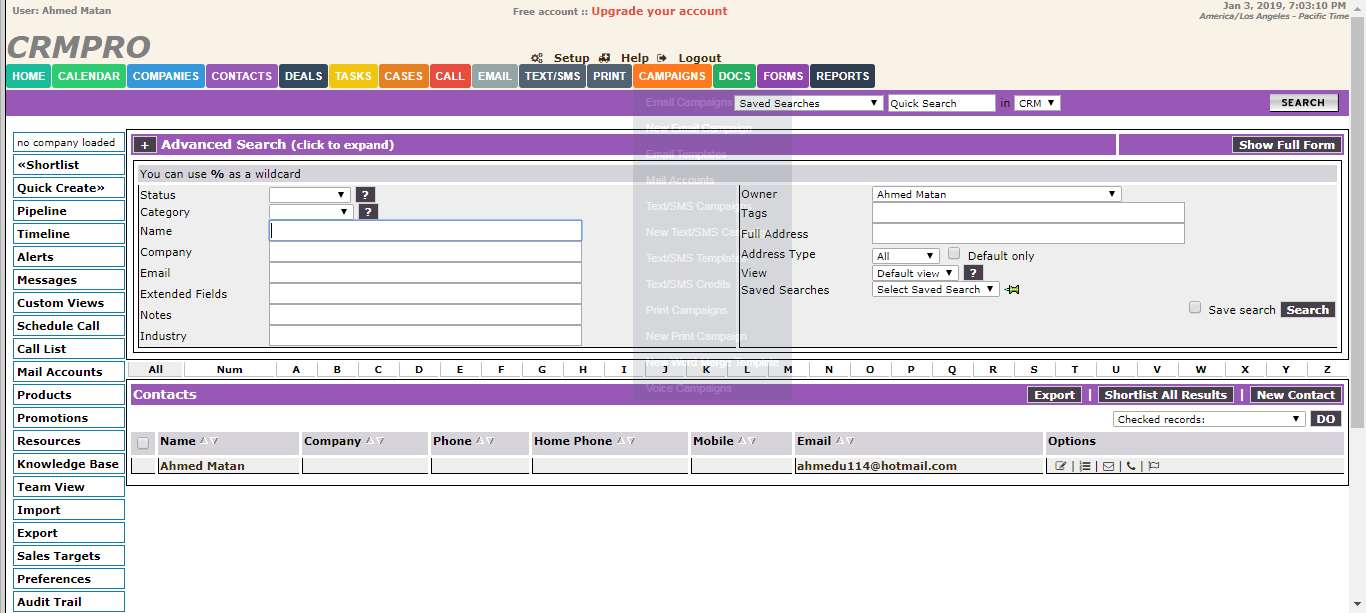 User: Ahmed Matan
Free account :: Upgrade your account
Jan 3, 2019, 7:03:10 PM
America/Los Angeles - Pacific Time
CRMPRO
Setup Help Logout
HOME CALENDAR COMPANIES CONTACTS DEALS TASKS CASES CALL EMAIL TEXT/SMS PRINT CAMPAIGNS DOCS FORMS REPORTS
Saved Searches Quick Search in CRM SEARCH
Email Campaigns
New Email Campaign
Email Templates
Mail Accounts
Text/SMS Campaigns
New Text/SMS Campaign
Text/SMS Templates
Text/SMS Credits
Print Campaigns
New Print Campaign
New Word Merge Template
Voice Campaigns
no company loaded
«Shortlist
Quick Create»
Pipeline
Timeline
Alerts
Messages
Custom Views
Schedule Call
Call List
Mail Accounts
Products
Promotions
Resources
Knowledge Base
Team View
Import
Export
Sales Targets
Preferences
Audit Trail
+ Advanced Search (click to expand) Show Full Form
You can use % as a wildcard
Status ?
Category ?
Name
Company
Email
Extended Fields
Notes
Industry
Owner Ahmed Matan
Tags
Full Address
Address Type All Default only
View Default view ?
Saved Searches Select Saved Search
Save search Search
All Num A B C D E F G H I J K L M N O P Q R S T U V W X Y Z
Contacts Export | Shortlist All Results | New Contact
Checked records: DO
Name Company Phone Home Phone Mobile Email Options
Ahmed Matan ahmedu114@hotmail.com | | | |